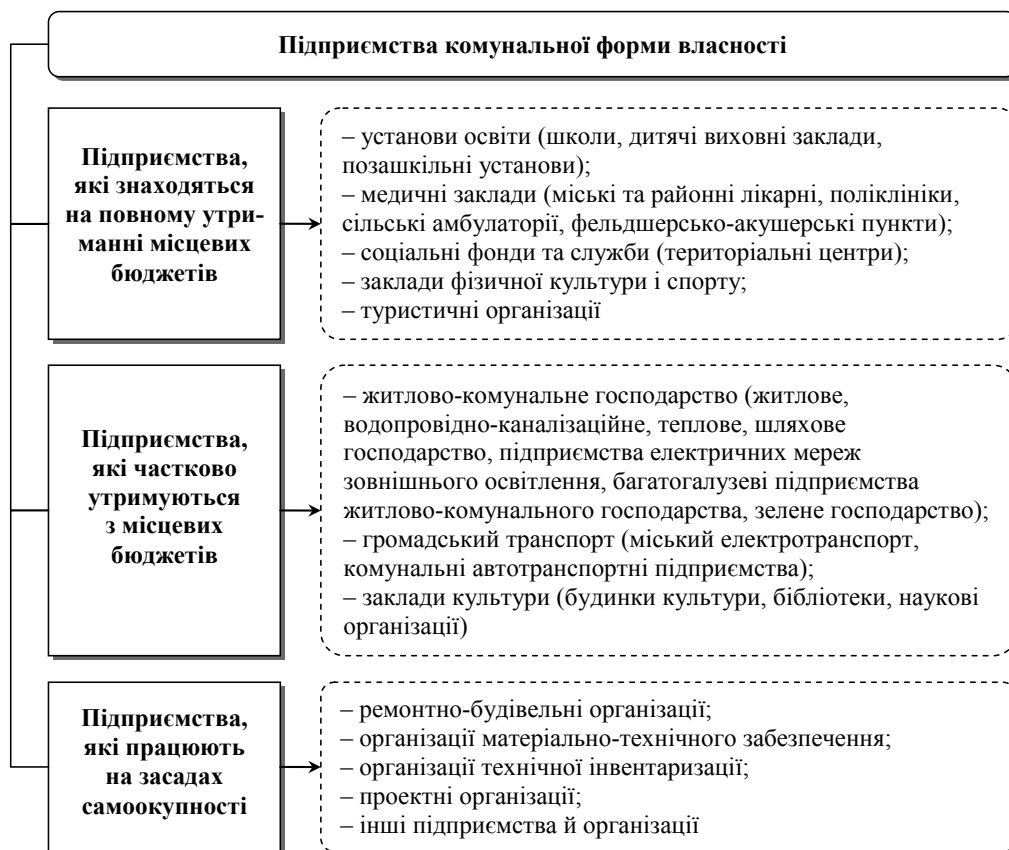 Підприємства комунальної форми власності
Підприємства,
які знаходяться
на повному утри-
манні місцевих
бюджетів
– установи освіти (школи, дитячі виховні заклади,
позашкільні установи);
– медичні заклади (міські та районні лікарні, поліклініки,
сільські амбулаторії, фельдшерсько-акушерські пункти);
– соціальні фонди та служби (територіальні центри);
– заклади фізичної культури і спорту;
– туристичні організації
Підприємства,
які частково
утримуються
з місцевих
бюджетів
– житлово-комунальне господарство (житлове,
водопровідно-каналізаційне, теплове, шляхове
господарство, підприємства електричних мереж
зовнішнього освітлення, багатогалузеві підприємства
житлово-комунального господарства, зелене господарство);
– громадський транспорт (міський електротранспорт,
комунальні автотранспортні підприємства);
– заклади культури (будинки культури, бібліотеки, наукові
організації)
Підприємства,
які працюють
на засадах
самоокупності
– ремонтно-будівельні організації;
– організації матеріально-технічного забезпечення;
– організації технічної інвентаризації;
– проектні організації;
– інші підприємства й організації